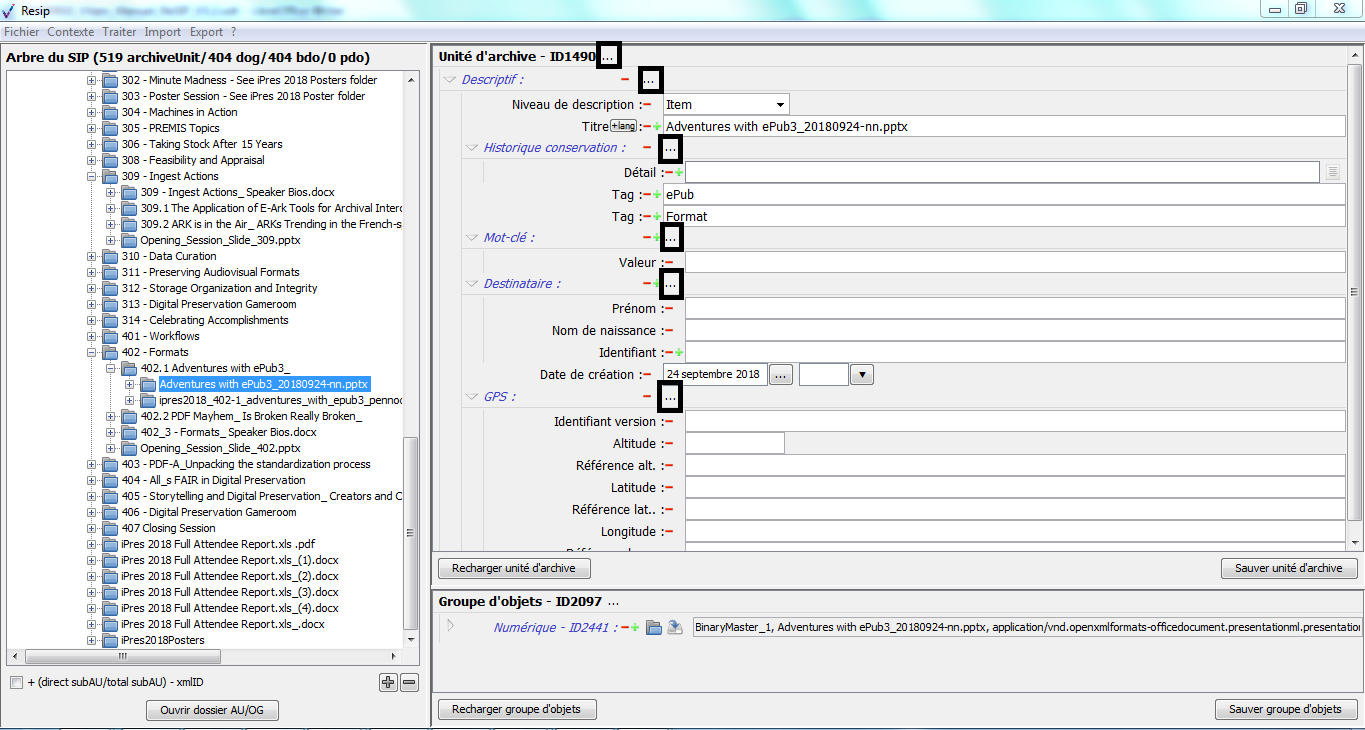 Resip
Fichier Contexte Traiter Import Export ?
Arbre du SIP (519 archiveUnit/404 dog/404 bdo/0 pdo)
302 - Minute Madness - See iPres 2018 Posters folder
303 - Poster Session - See iPres 2018 Poster folder
304 - Machines in Action
305 - PREMIS Topics
306 - Taking Stock After 15 Years
308 - Feasibility and Appraisal
309 - Ingest Actions
309 - Ingest Actions_ Speaker Bios.docx
309.1 The Application of E-Ark Tools for Archival Interc
309.2 ARK is in the Air_ ARKs Trending in the French-s
Opening_Session_Slide_309.pptx
310 - Data Curation
311 - Preserving Audiovisual Formats
312 - Storage Organization and Integrity
313 - Digital Preservation Gameroom
314 - Celebrating Accomplishments
401 - Workflows
402 - Formats
402.1 Adventures with ePub3_
Adventures with ePub3_20180924-nn.pptx
ipres2018_402-1_adventures_with_epub3_pennoc
402.2 PDF Mayhem_ Is Broken Really Broken_
402_3 - Formats_ Speaker Bios.docx
Opening_Session_Slide_402.pptx
403 - PDF-A_Unpacking the standardization process
404 - All_s FAIR in Digital Preservation
405 - Storytelling and Digital Preservation_ Creators and C
406 - Digital Preservation Gameroom
407 Closing Session
iPres 2018 Full Attendee Report.xls .pdf
iPres 2018 Full Attendee Report.xls_(1).docx
iPres 2018 Full Attendee Report.xls_(2).docx
iPres 2018 Full Attendee Report.xls_(3).docx
iPres 2018 Full Attendee Report.xls_(4).docx
iPres 2018 Full Attendee Report.xls_.docx
iPres2018Posters
+ (direct subAU/total subAU) - xmlID
Ouvrir dossier AU/OG
Unité d'archive - ID1490 ...
Descriptif : ...
Niveau de description : Item
Titre +lang : Adventures with ePub3_20180924-nn.pptx
Historique conservation : ...
Détail :
Tag : ePub
Tag : Format
Mot-clé : ...
Valeur :
Destinataire : ...
Prénom :
Nom de naissance :
Identifiant :
Date de création : 24 septembre 2018 ...
GPS : ...
Identifiant version :
Altitude :
Référence alt. :
Latitude :
Référence lat.. :
Longitude :
Recharger unité d'archive
Sauver unité d'archive
Groupe d'objets - ID2097 ...
Numérique - ID2441 : BinaryMaster_1, Adventures with ePub3_20180924-nn.pptx, application/vnd.openxmlformats-officedocument.presentationml.presentation
Recharger groupe d'objets
Sauver groupe d'objets